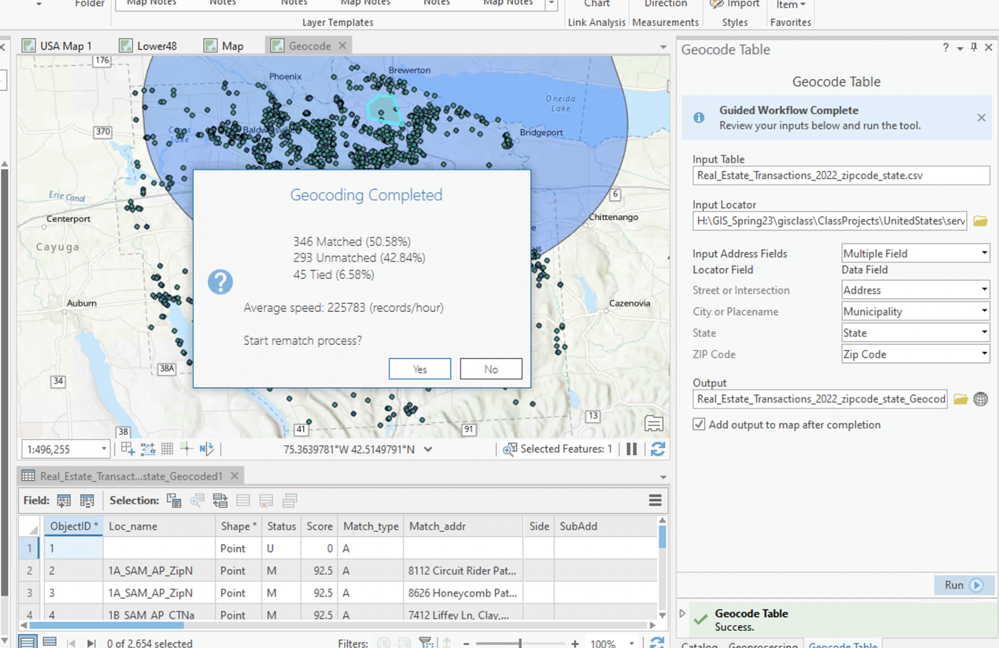 Folder
Map Notes
Notes
Notes
Map Notes
Notes
Map Notes
Chart
Direction
Import
Item
Layer Templates
Link Analysis
Measurements
Styles
Favorites
USA Map 1
Lower48
Map
Geocode
176
Phoenix
Brewerton
Oneida
Lake
370
Lake
Bridgeport
Erie Canal
6
Centerport
Chittenango
Cayuga
Auburn
Cazenovia
38A
34
13
41
91
38
Geocoding Completed
346 Matched (50.58%)
293 Unmatched (42.84%)
45 Tied (6.58%)
Average speed: 225783 (records/hour)
Start rematch process?
Yes
No
1:496,255
75.3639781°W 42.5149791°N
Selected Features: 1
Real_Estate_Transact...state_Geocoded1
Field:
Selection:
ObjectID * Loc_name Shape * Status Score Match_type Match_addr Side SubAdd
1 1 Point U 0 A
2 2 1A_SAM_AP_ZipN Point M 92.5 A 8112 Circuit Rider Pat...
3 3 1A_SAM_AP_ZipN Point M 92.5 A 8626 Honeycomb Pat...
4 4 1B_SAM_AP_CTNa Point M 92.5 A 7412 Liffey Ln, Clay,...
0 of 2,654 selected
Filters:
100%
Geocode Table
?
Geocode Table
Guided Workflow Complete
Review your inputs below and run the tool.
Input Table
Real_Estate_Transactions_2022_zipcode_state.csv
Input Locator
H:\GIS_Spring23\gisclass\ClassProjects\UnitedStates\serv
Input Address Fields Multiple Field
Locator Field Data Field
Street or Intersection Address
City or Placename Municipality
State State
ZIP Code Zip Code
Output
Real_Estate_Transactions_2022_zipcode_state_Geocod
Add output to map after completion
Run
Geocode Table
Success.
Catalog Geoprocessing Geocode Table